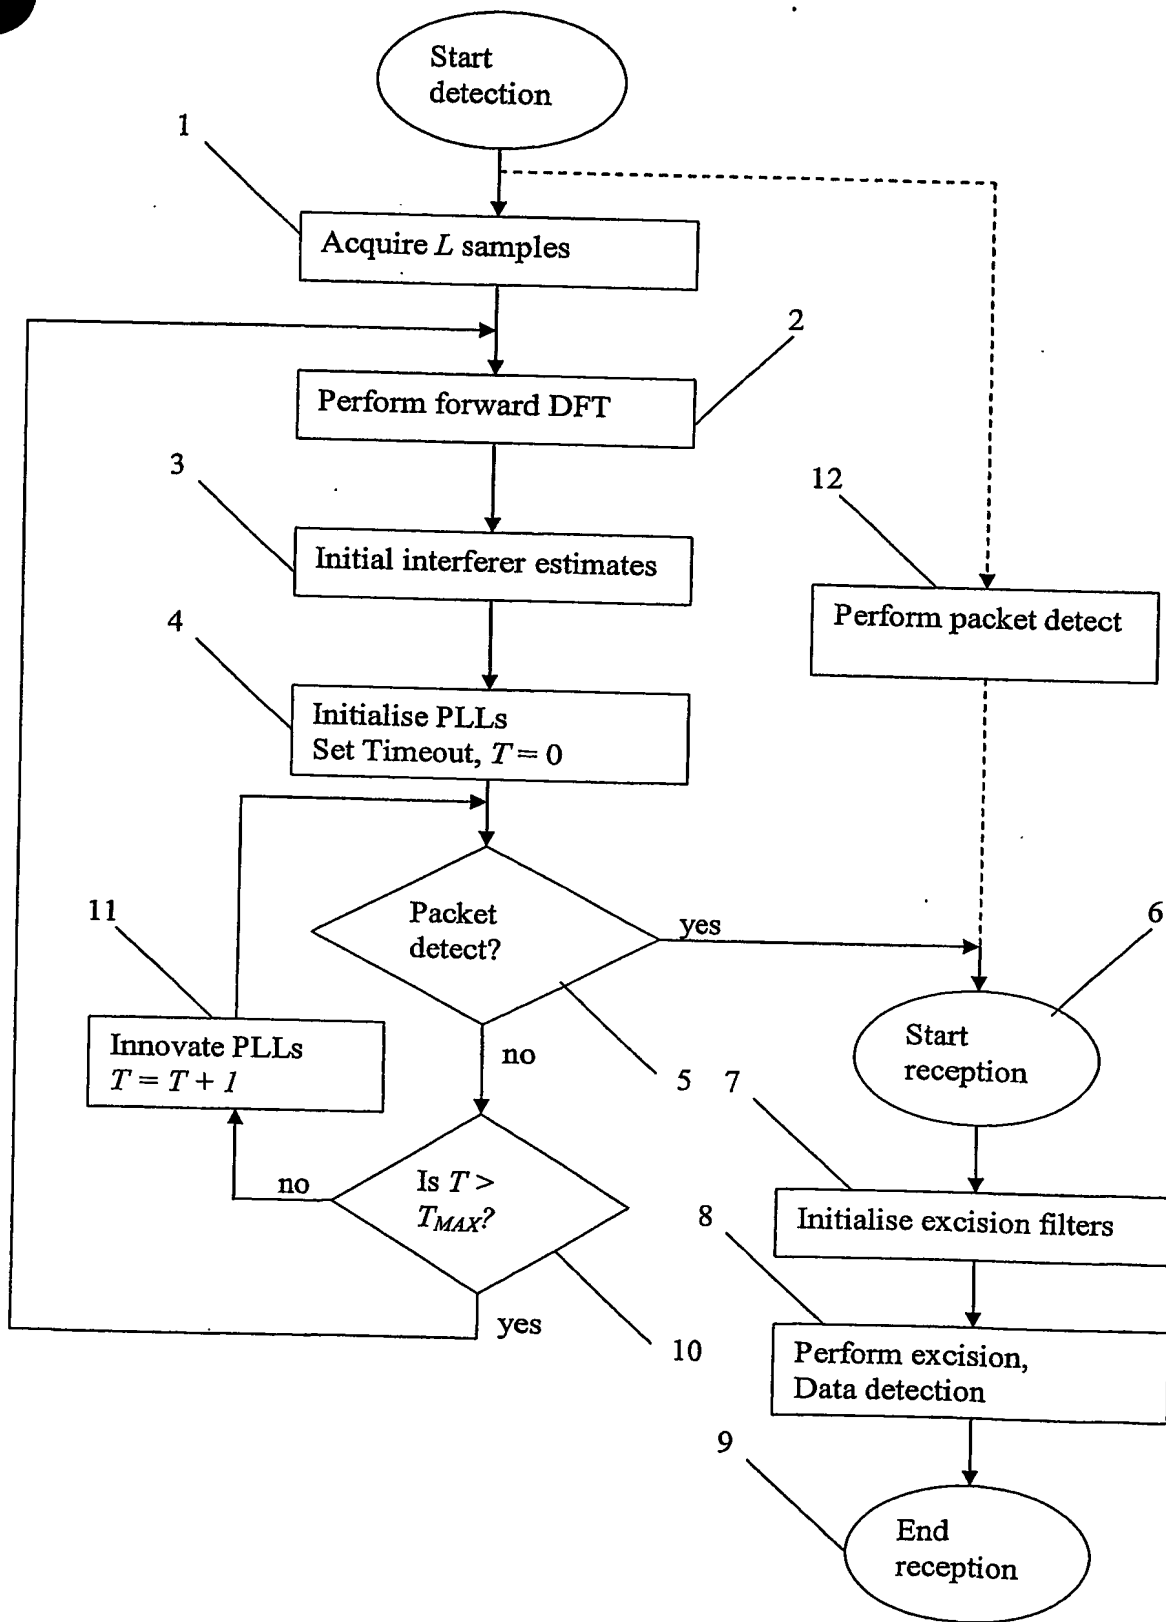 Start
detection
1
Acquire L samples
2
Perform forward DFT
3
Initial interferer estimates
12
Perform packet detect
4
Initialise PLLs
Set Timeout, T = 0
11
Packet
detect?
yes
6
Innovate PLLs
T = T + 1
no
5
Start
reception
7
Is T >
TMAX?
no
yes
10
Initialise excision filters
8
Perform excision,
Data detection
9
End
reception